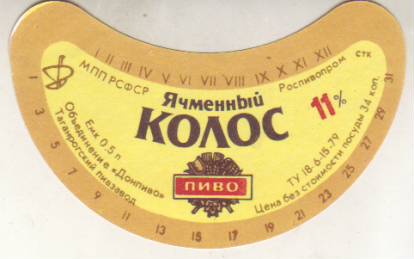 I II III IV V VI VII VIII IX X XI XII
МПП РСФСР
Роспивопром
СТК
Ячменный
КОЛОС
11%
ПИВО
Емк 0,5 л
Объединение «Донпиво»
Таганрогский пивзавод
ТУ 18-6-15-79
Цена без стоимости посуды 34 коп.
1 3 5 7 9 11 13 15 17 19 21 23 25 27 29 31